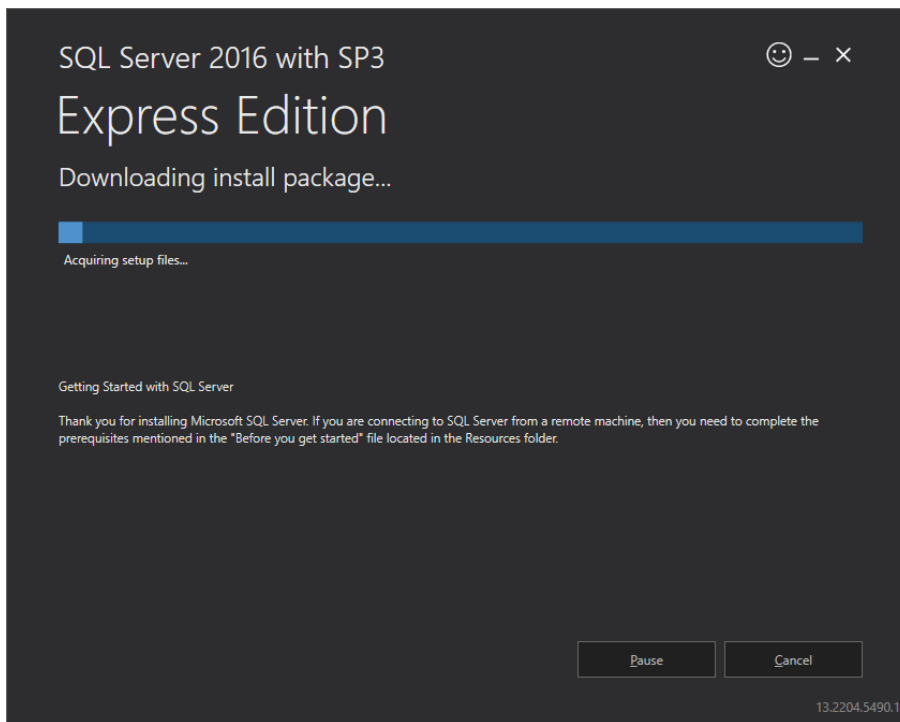 SQL Server 2016 with SP3
Express Edition
Downloading install package...
Acquiring setup files...
Getting Started with SQL Server
Thank you for installing Microsoft SQL Server. If you are connecting to SQL Server from a remote machine, then you need to complete the
prerequisites mentioned in the "Before you get started" file located in the Resources folder.
Pause
Cancel
13.2204.5490.1